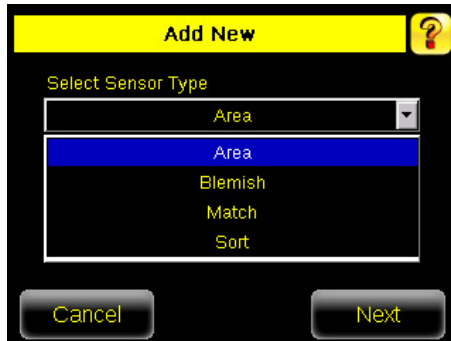 Add New
?
Select Sensor Type
Area
Area
Blemish
Match
Sort
Cancel
Next